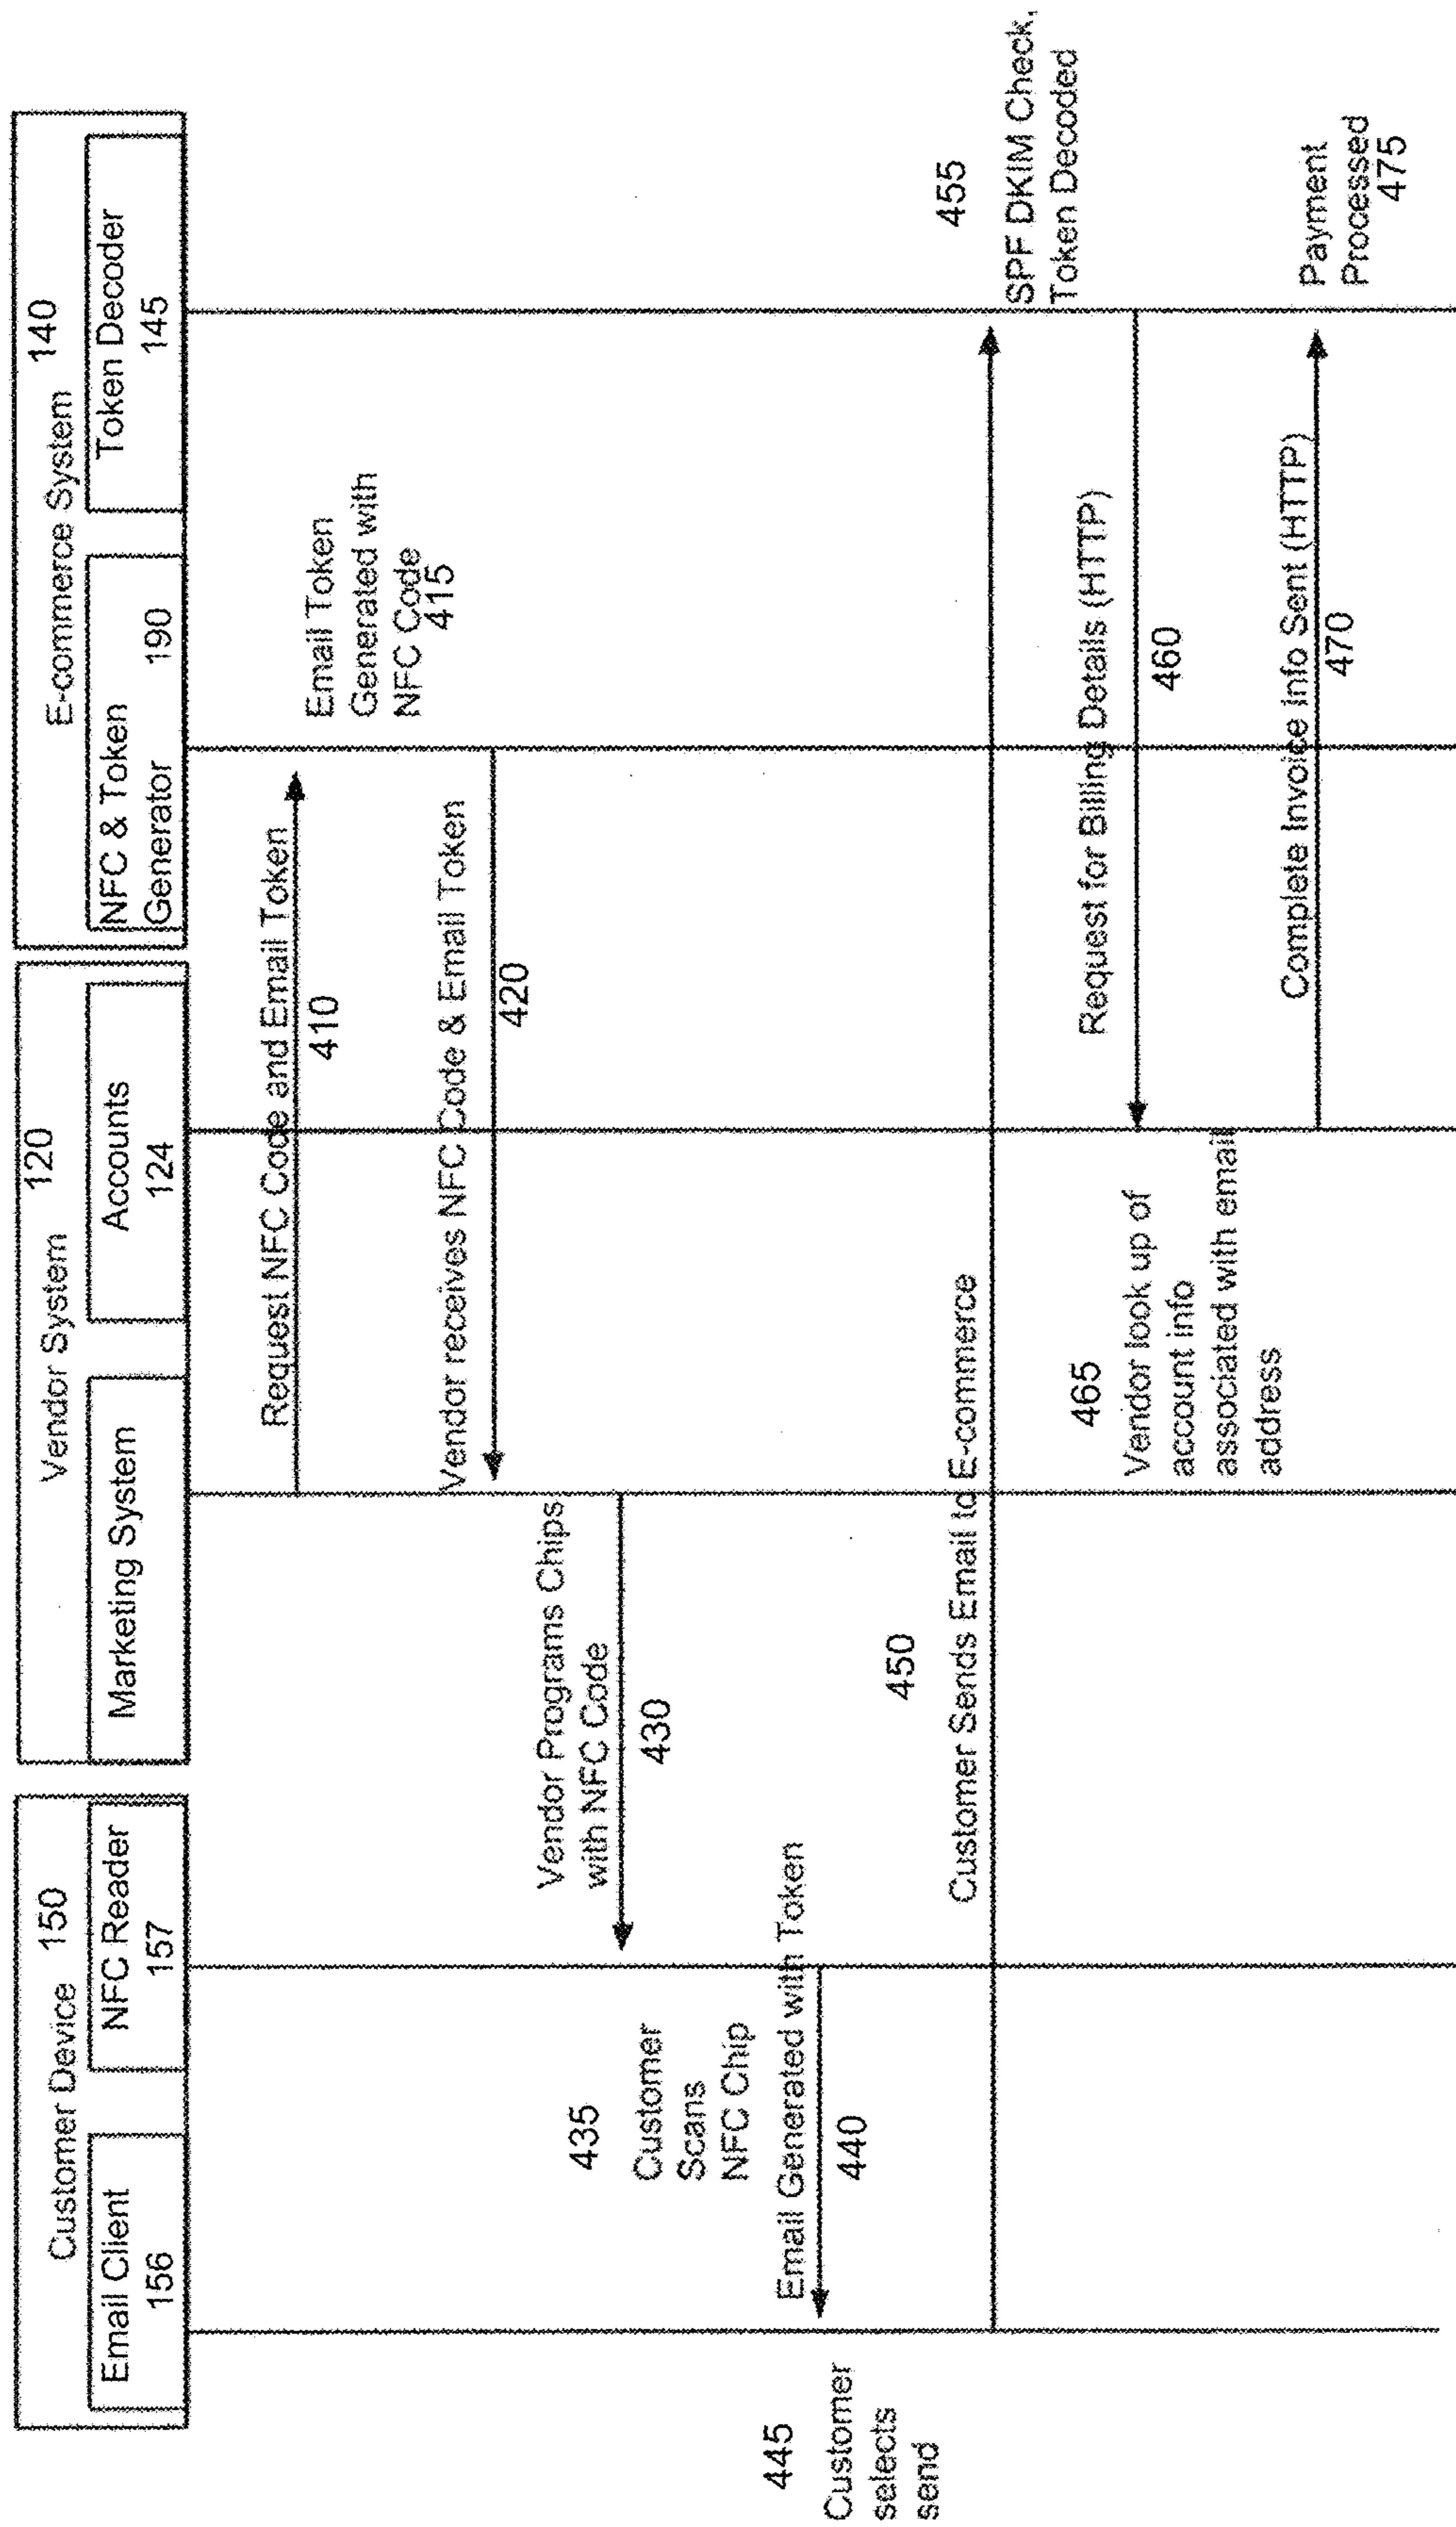 Customer Device 150
Email Client
156
NFC Reader
157
Vendor System 120
Marketing System
Accounts
124
E-commerce System 140
NFC & Token
Generator 190
Token Decoder
145
Request NFC Code and Email Token
410
Email Token
Generated with
NFC Code
415
Vendor receives NFC Code & Email Token
420
Vendor Programs Chips
with NFC Code
430
435
Customer
Scans
NFC Chip
Email Generated with Token
440
445
Customer
selects
send
450
Customer Sends Email to E-commerce
455
SPF DKIM Check,
Token Decoded
Request for Billing Details (HTTP)
460
465
Vendor look up of
account info
associated with email
address
Complete Invoice Info Sent (HTTP)
470
Payment
Processed
475